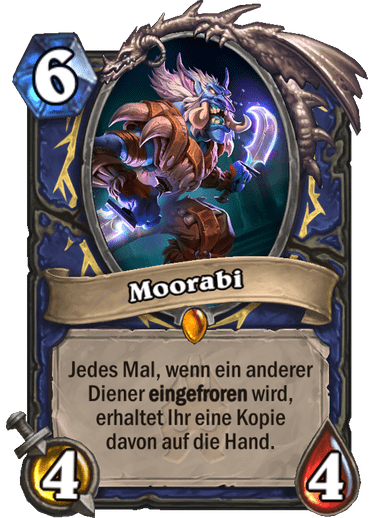 6
Moorabi
Jedes Mal, wenn ein anderer
Diener eingefroren wird,
erhaltet Ihr eine Kopie
davon auf die Hand.
4 4